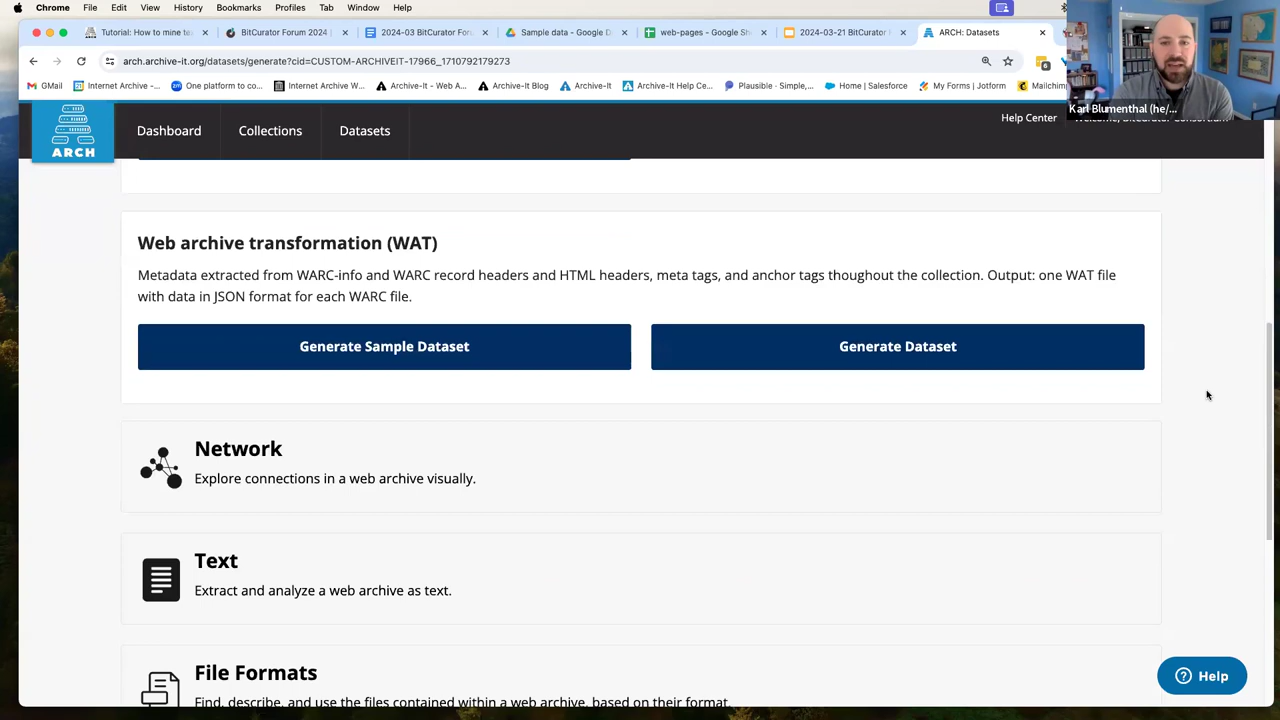 Chrome File Edit View History Bookmarks Profiles Tab Window Help
Tutorial: How to mine te
BitCurator Forum 2024 |
2024-03 BitCurator Foru
Sample data - Google D
web-pages - Google She
2024-03-21 BitCurator F
ARCH: Datasets
arch.archive-it.org/datasets/generate?cid=CUSTOM-ARCHIVEIT-17966_1710792179273
GMail
Internet Archive -...
One platform to co...
Internet Archive W...
Archive-It - Web A...
Archive-It Blog
Archive-It
Archive-It Help Ce...
Plausible · Simple,...
Home | Salesforce
My Forms | Jotform
Mailchimp
Karl Blumenthal (he/...
ARCH
Dashboard
Collections
Datasets
Help Center
Web archive transformation (WAT)
Metadata extracted from WARC-info and WARC record headers and HTML headers, meta tags, and anchor tags thoughout the collection. Output: one WAT file
with data in JSON format for each WARC file.
Generate Sample Dataset
Generate Dataset
Network
Explore connections in a web archive visually.
Text
Extract and analyze a web archive as text.
File Formats
Find, describe, and use the files contained within a web archive, based on their format.
Help